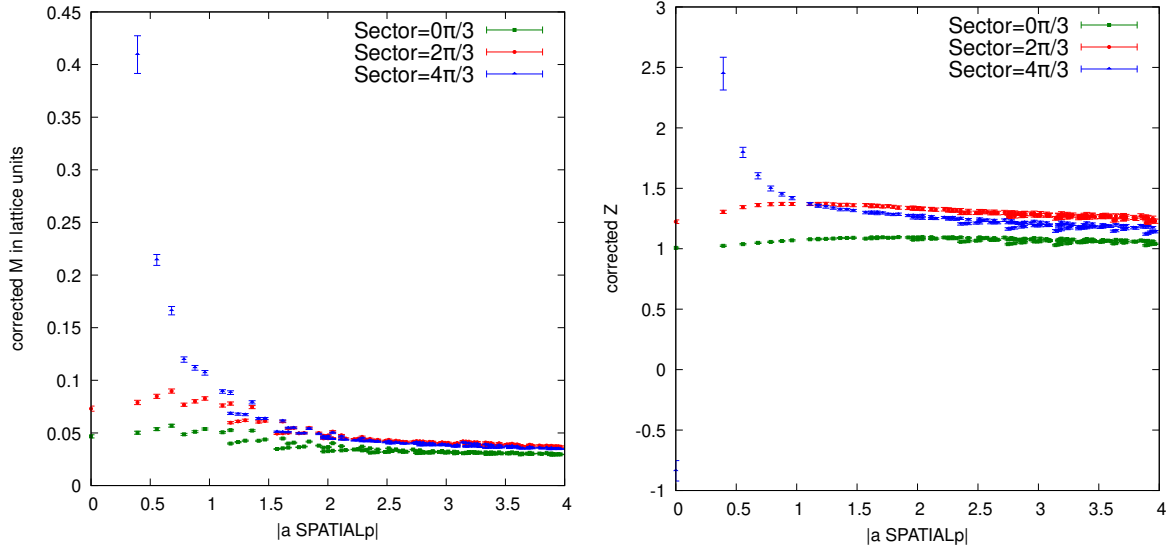 0.45
0.4
0.35
0.3
0.25
0.2
0.15
0.1
0.05
0
0 0.5 1 1.5 2 2.5 3 3.5 4
corrected M in lattice units
|a SPATIALp|
Sector=0π/3
Sector=2π/3
Sector=4π/3
3
2.5
2
1.5
1
0.5
0
-0.5
-1
0 0.5 1 1.5 2 2.5 3 3.5 4
corrected Z
|a SPATIALp|
Sector=0π/3
Sector=2π/3
Sector=4π/3